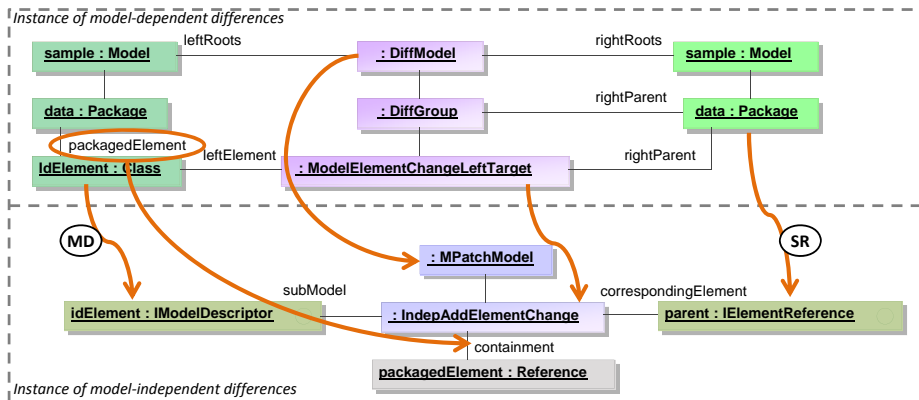 Instance of model-dependent differences
leftRoots
rightRoots
sample : Model
: DiffModel
sample : Model
rightParent
data : Package
: DiffGroup
data : Package
packagedElement
leftElement
rightParent
IdElement : Class
: ModelElementChangeLeftTarget
MD
SR
: MPatchModel
subModel
correspondingElement
idElement : IModelDescriptor
: IndepAddElementChange
parent : IElementReference
containment
packagedElement : Reference
Instance of model-independent differences